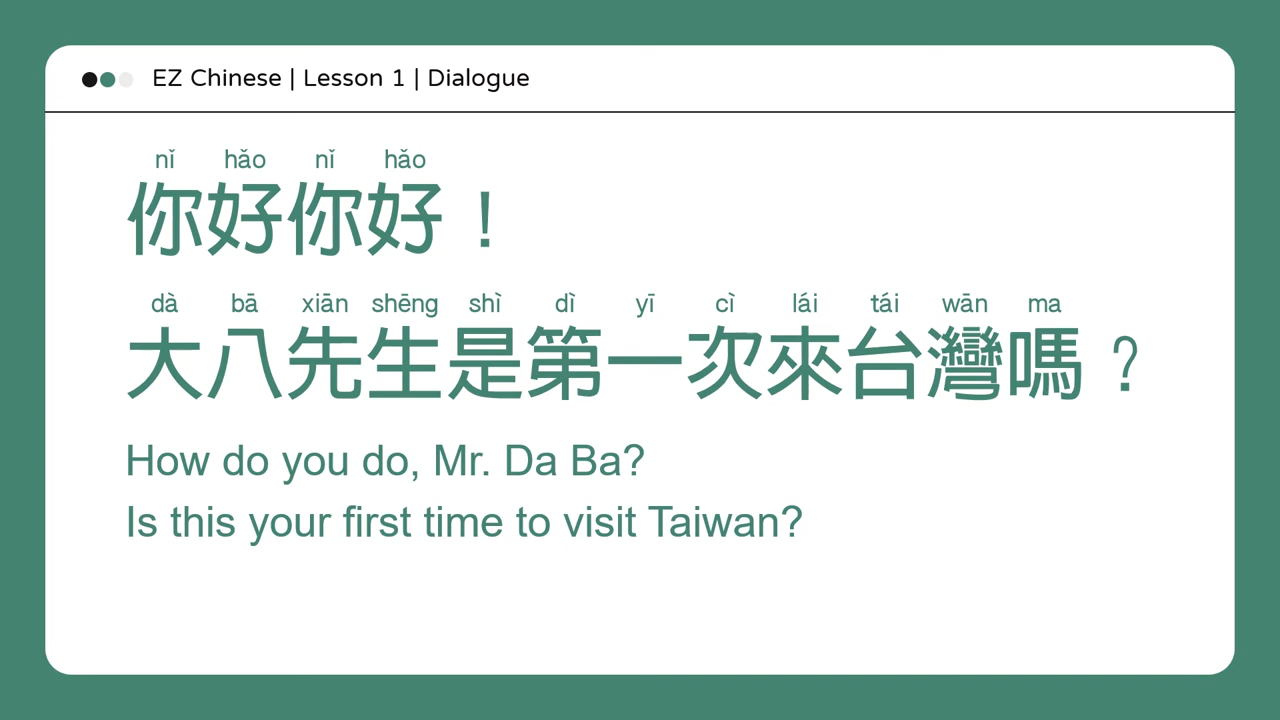 EZ Chinese | Lesson 1 | Dialogue
nǐ hǎo nǐ hǎo
你好你好！
dà bā xiān shēng shì dì yī cì lái tái wān ma
大八先生是第一次來台灣嗎？
How do you do, Mr. Da Ba?
Is this your first time to visit Taiwan?